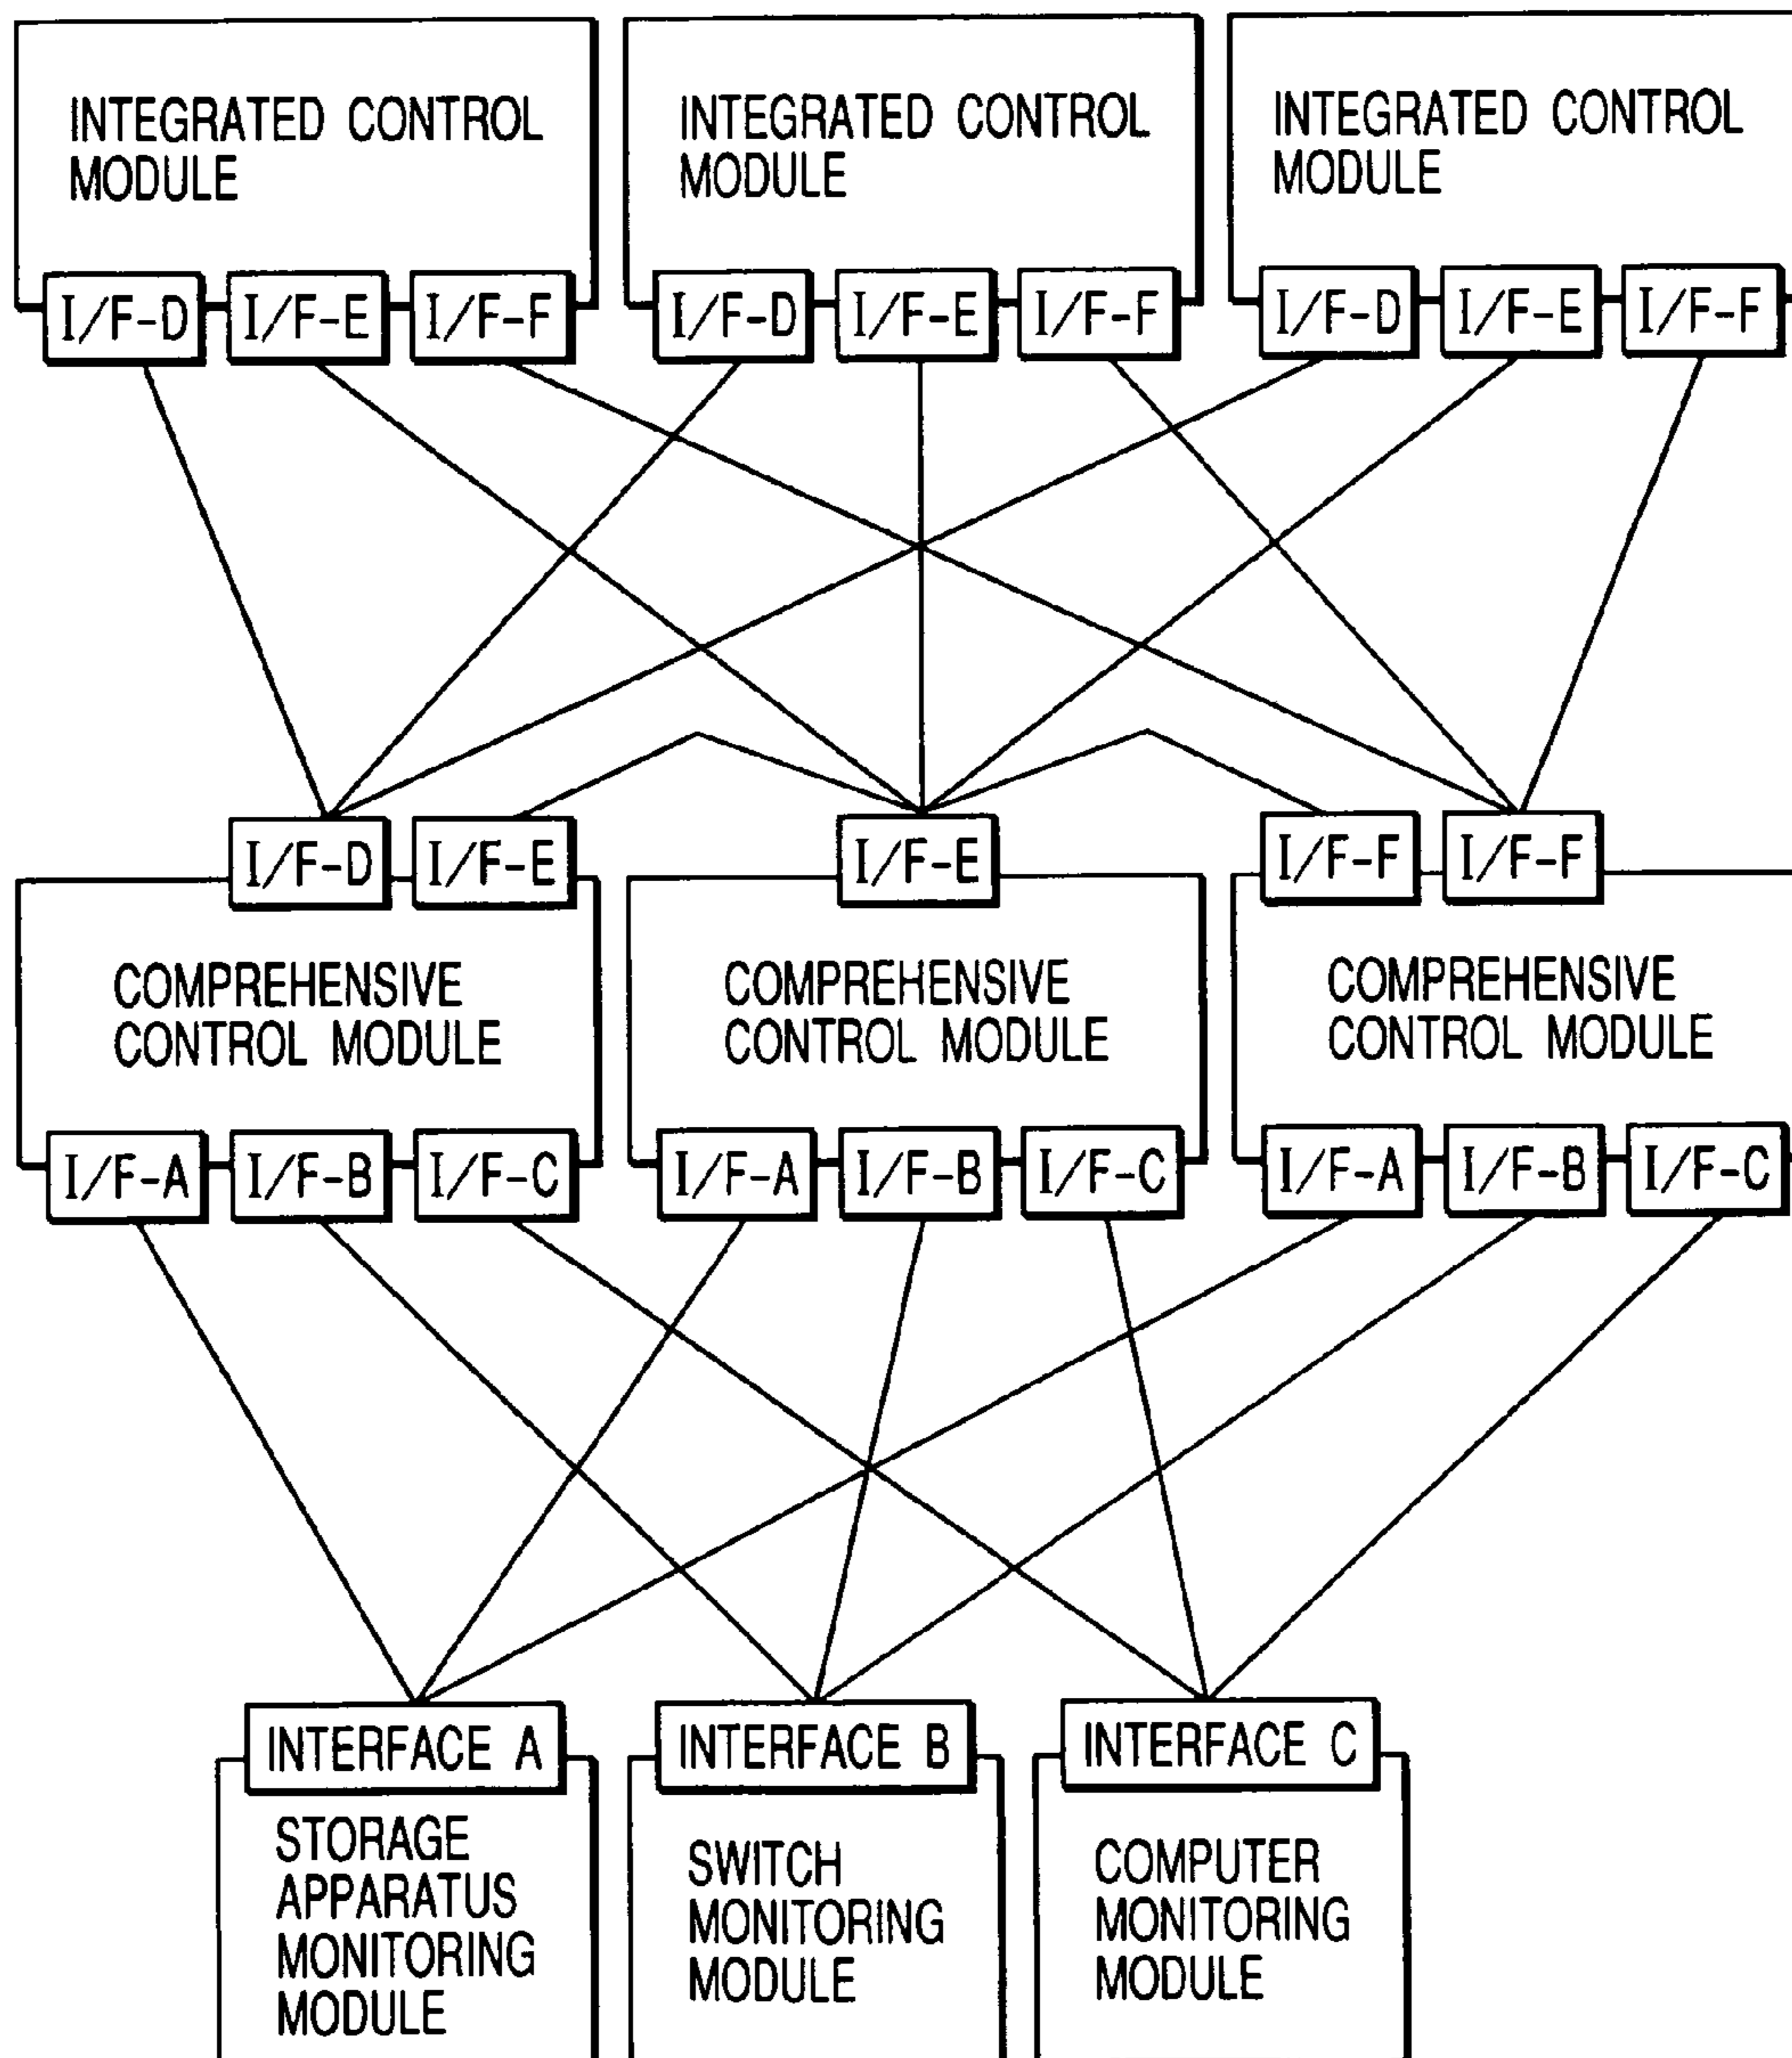 INTEGRATED CONTROL
MODULE
INTEGRATED CONTROL
MODULE
INTEGRATED CONTROL
MODULE
I/F-D
I/F-E
I/F-F
I/F-D
I/F-E
I/F-F
I/F-D
I/F-E
I/F-F
I/F-D
I/F-E
I/F-E
I/F-F
I/F-F
COMPREHENSIVE
CONTROL MODULE
COMPREHENSIVE
CONTROL MODULE
COMPREHENSIVE
CONTROL MODULE
I/F-A
I/F-B
I/F-C
I/F-A
I/F-B
I/F-C
I/F-A
I/F-B
I/F-C
INTERFACE A
STORAGE
APPARATUS
MONITORING
MODULE
INTERFACE B
SWITCH
MONITORING
MODULE
INTERFACE C
COMPUTER
MONITORING
MODULE